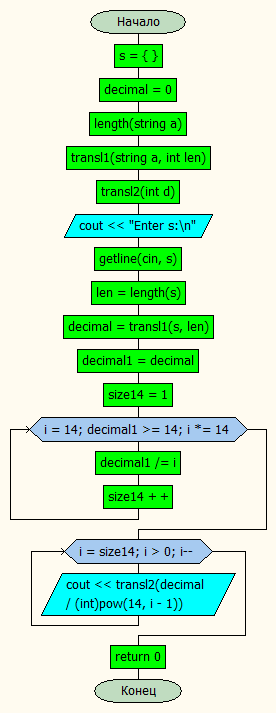 Начало
s = { }
decimal = 0
length(string a)
transl1(string a, int len)
transl2(int d)
cout << "Enter s:\n"
getline(cin, s)
len = length(s)
decimal = transl1(s, len)
decimal1 = decimal
size14 = 1
i = 14; decimal1 >= 14; i *= 14
decimal1 /= i
size14 + +
i = size14; i > 0; i--
cout << transl2(decimal
/ (int)pow(14, i - 1))
return 0
Конец